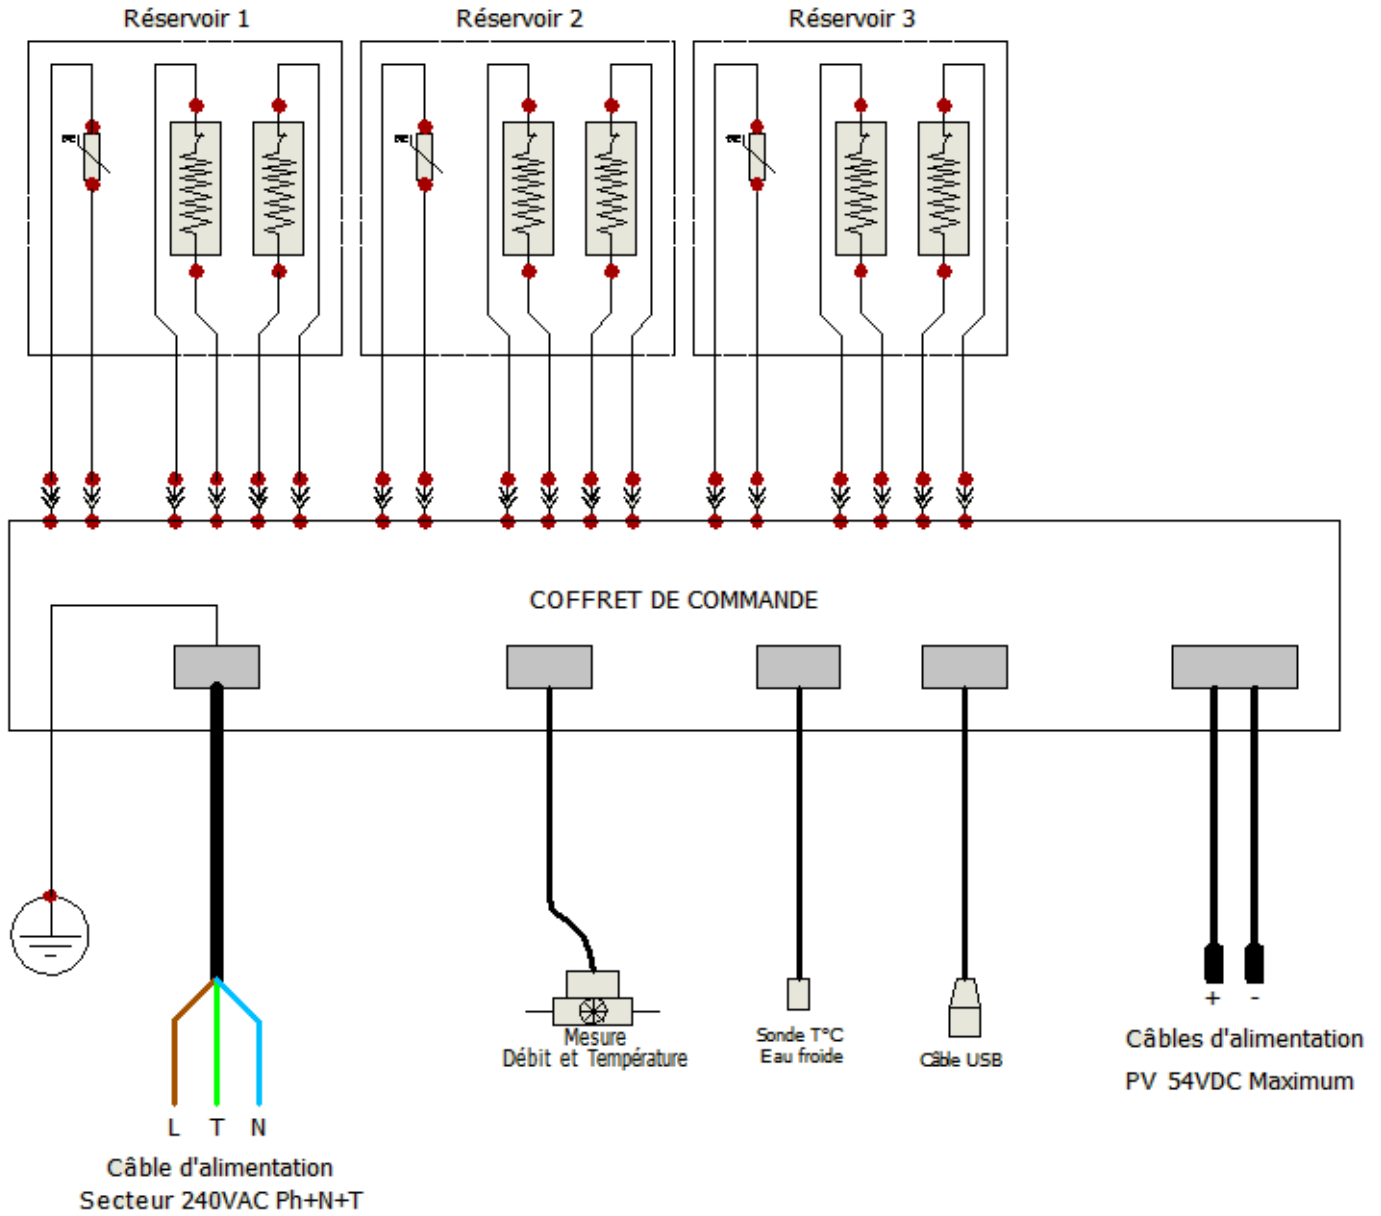 Réservoir 1
Réservoir 2
Réservoir 3
COFFRET DE COMMANDE
L T N
Câble d'alimentation
Secteur 240VAC Ph+N+T
Mesure
Débit et Température
Sonde T°C
Eau froide
Câble USB
+ -
Câbles d'alimentation
PV 54VDC Maximum